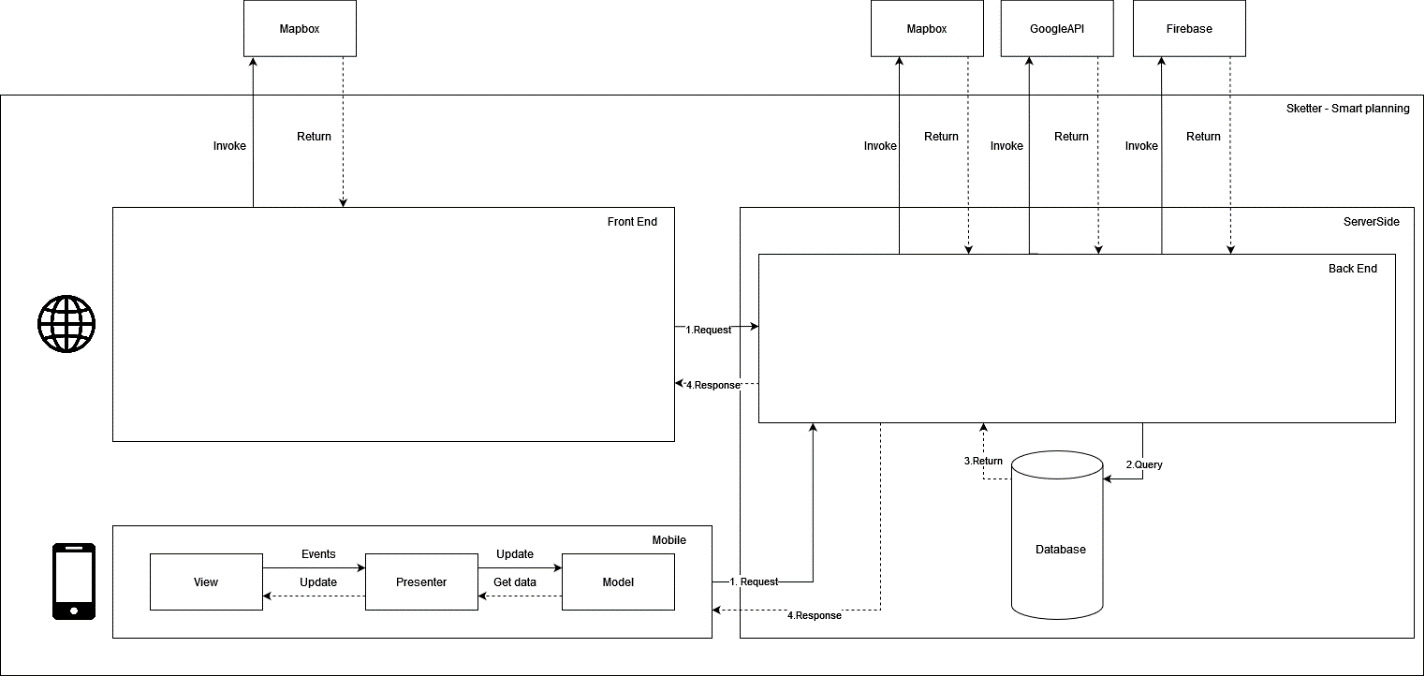 Mapbox
Mapbox
GoogleAPI
Firebase
Sketter - Smart planning
Invoke
Return
Invoke
Return
Invoke
Return
Invoke
Return
Front End
ServerSide
Back End
1.Request
4.Response
3.Return
2.Query
Database
Mobile
View
Events
Update
Presenter
Update
Get data
Model
1. Request
4.Response